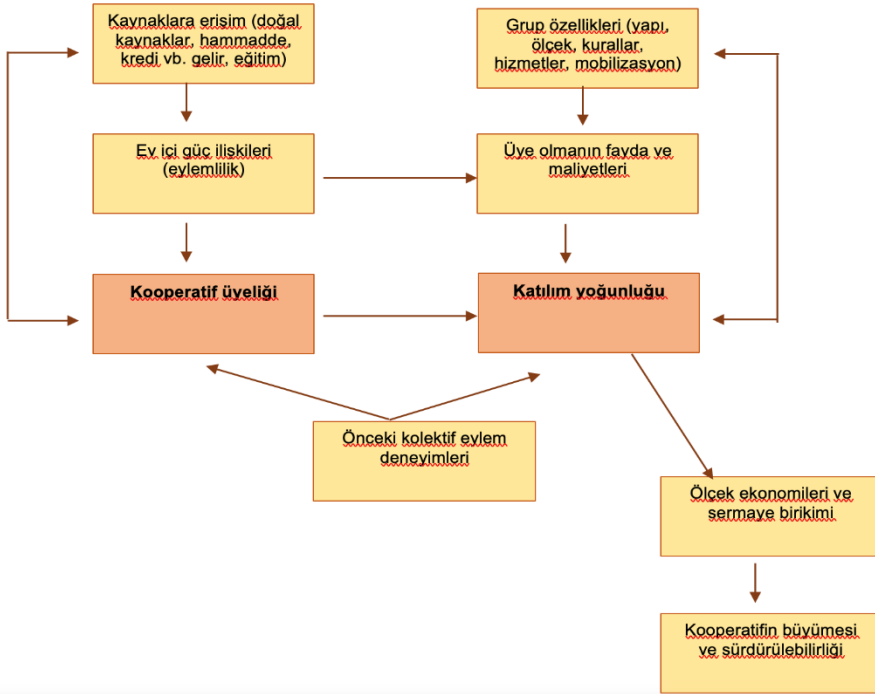 Kaynaklara erişim (doğal
kaynaklar, hammadde,
kredi vb. gelir, eğitim)
Grup özellikleri (yapı,
ölçek, kurallar,
hizmetler, mobilizasyon)
Ev içi güç ilişkileri
(eylemlilik)
Üye olmanın fayda ve
maliyetleri
Kooperatif üyeliği
Katılım yoğunluğu
Önceki kolektif eylem
deneyimleri
Ölçek ekonomileri ve
sermaye birikimi
Kooperatifin büyümesi
ve sürdürülebilirliği